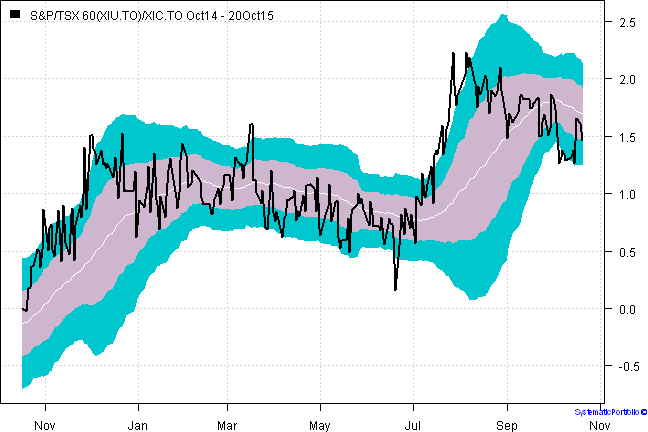 S&P/TSX 60(XIU.TO)/XIC.TO Oct14 - 20Oct15
2.5
2.0
1.5
1.0
0.5
0.0
-0.5
Nov Jan Mar May Jul Sep Nov
SystematicPortfolio ©